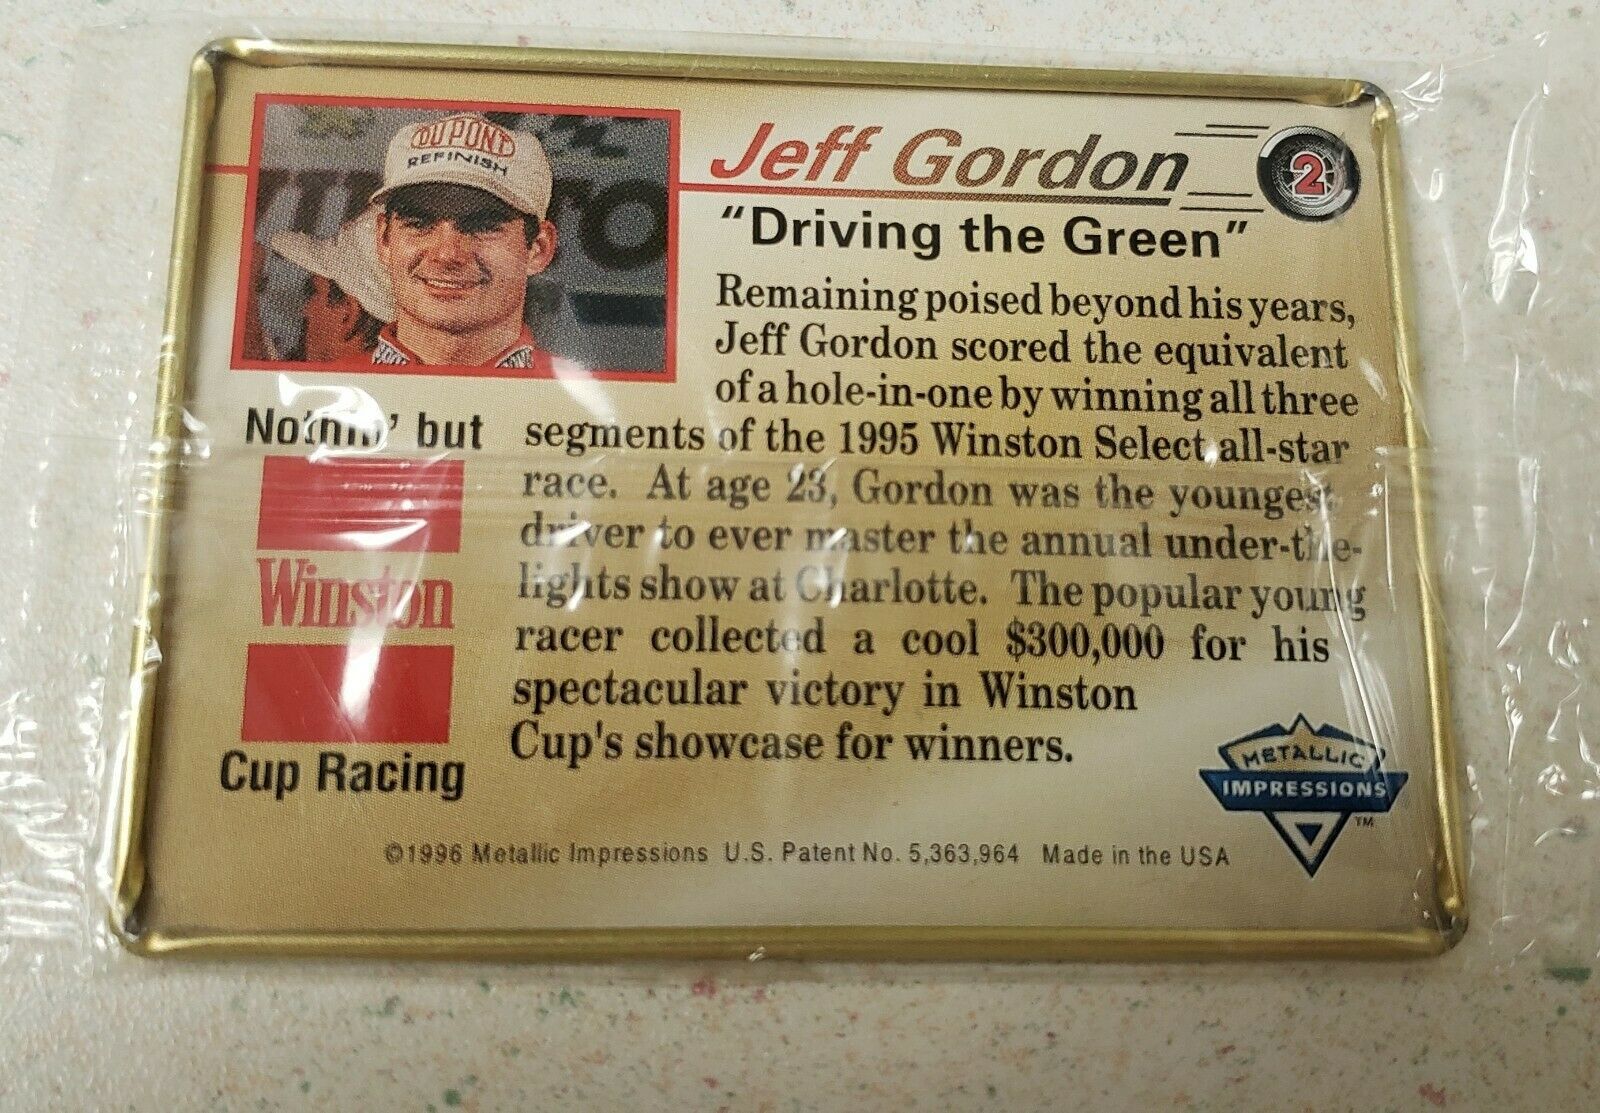 DU PONT
REFINISH
Jeff Gordon
2
"Driving the Green"
Remaining poised beyond his years,
Jeff Gordon scored the equivalent
of a hole-in-one by winning all three
segments of the 1995 Winston Select all-star
race. At age 23, Gordon was the youngest
driver to ever master the annual under-the-
lights show at Charlotte. The popular young
racer collected a cool $300,000 for his
spectacular victory in Winston
Cup's showcase for winners.
Nothin' but
Winston
Cup Racing
METALLIC
IMPRESSIONS
TM
©1996 Metallic Impressions U.S. Patent No. 5,363,964 Made in the USA